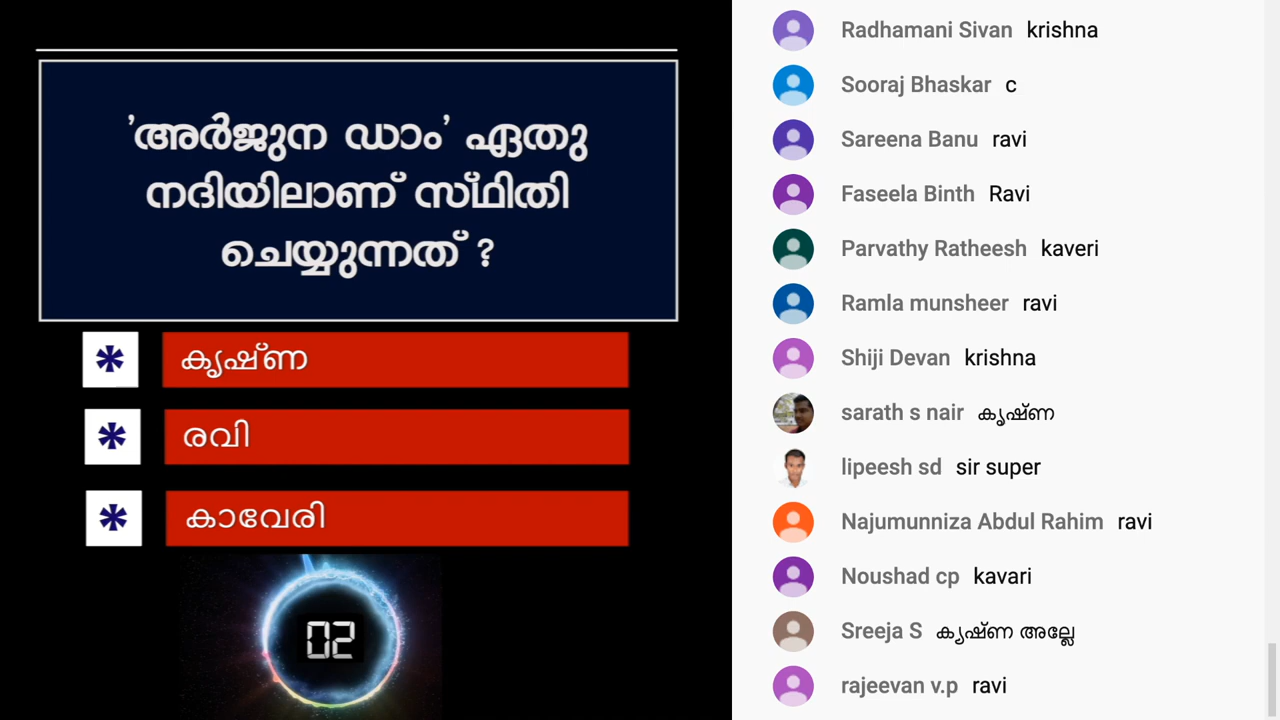 'അർജുന ഡാം' ഏതു
നദിയിലാണ് സ്ഥിതി
ചെയ്യുന്നത് ?
* കൃഷ്ണ
* രവി
* കാവേരി
02
Radhamani Sivan krishna
Sooraj Bhaskar c
Sareena Banu ravi
Faseela Binth Ravi
Parvathy Ratheesh kaveri
Ramla munsheer ravi
Shiji Devan krishna
sarath s nair കൃഷ്ണ
lipeesh sd sir super
Najumunniza Abdul Rahim ravi
Noushad cp kavari
Sreeja S ക്യഷ്ണ അല്ലേ
rajeevan v.p ravi